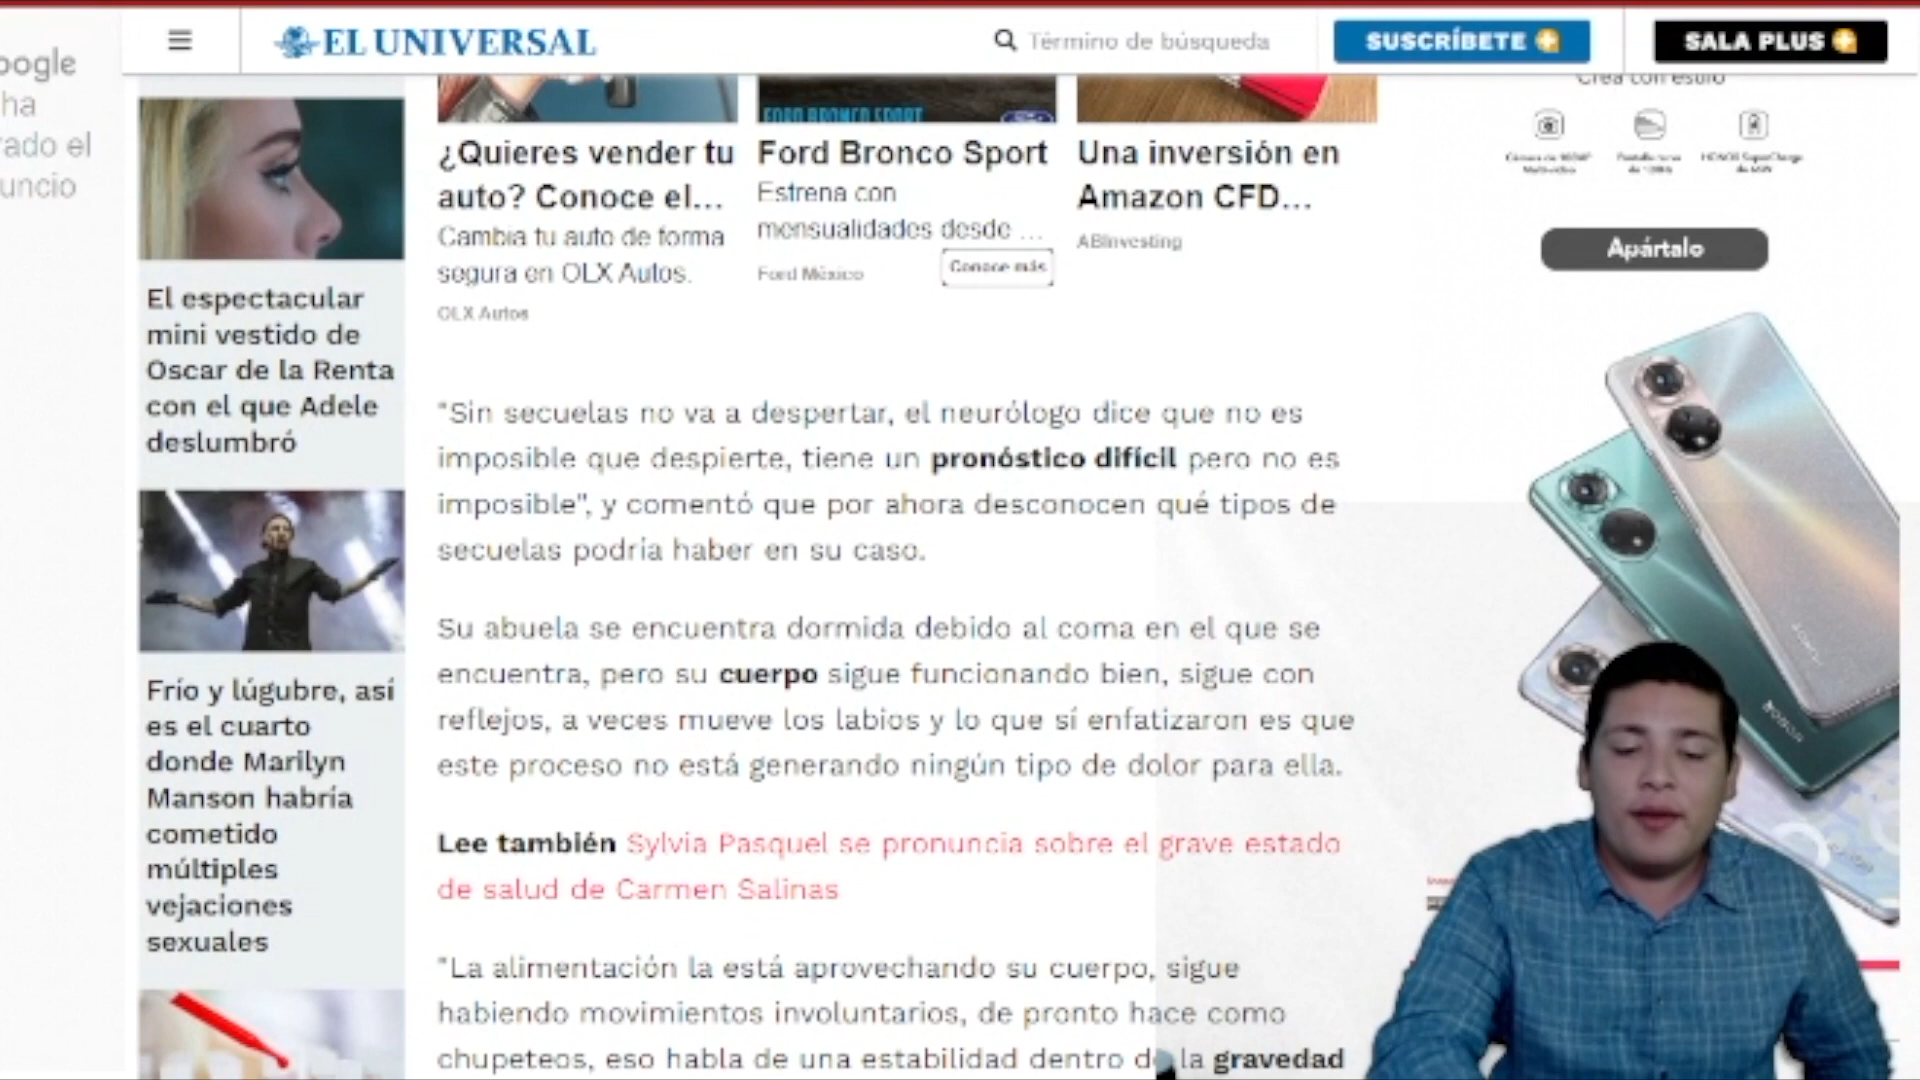 oogle
ha
rado el
uncio
EL UNIVERSAL
Término de búsqueda
SUSCRÍBETE
SALA PLUS
El espectacular
mini vestido de
Oscar de la Renta
con el que Adele
deslumbró
Frío y lúgubre, así
es el cuarto
donde Marilyn
Manson habría
cometido
múltiples
vejaciones
sexuales
¿Quieres vender tu
auto? Conoce el...
Cambia tu auto de forma
segura en OLX Autos.
OLX Autos
FORD BRONCO SPORT
Ford Bronco Sport
Estrena con
mensualidades desde ...
Ford México
Conoce más
Una inversión en
Amazon CFD...
ABInvesting
"Sin secuelas no va a despertar, el neurólogo dice que no es
imposible que despierte, tiene un pronóstico difícil pero no es
imposible", y comentó que por ahora desconocen qué tipos de
secuelas podría haber en su caso.
Su abuela se encuentra dormida debido al coma en el que se
encuentra, pero su cuerpo sigue funcionando bien, sigue con
reflejos, a veces mueve los labios y lo que sí enfatizaron es que
este proceso no está generando ningún tipo de dolor para ella.
Lee también Sylvia Pasquel se pronuncia sobre el grave estado
de salud de Carmen Salinas
"La alimentación la está aprovechando su cuerpo, sigue
habiendo movimientos involuntarios, de pronto hace como
chupeteos, eso habla de una estabilidad dentro de la gravedad
Crea con estilo
Apártalo
HONOR
HONOR